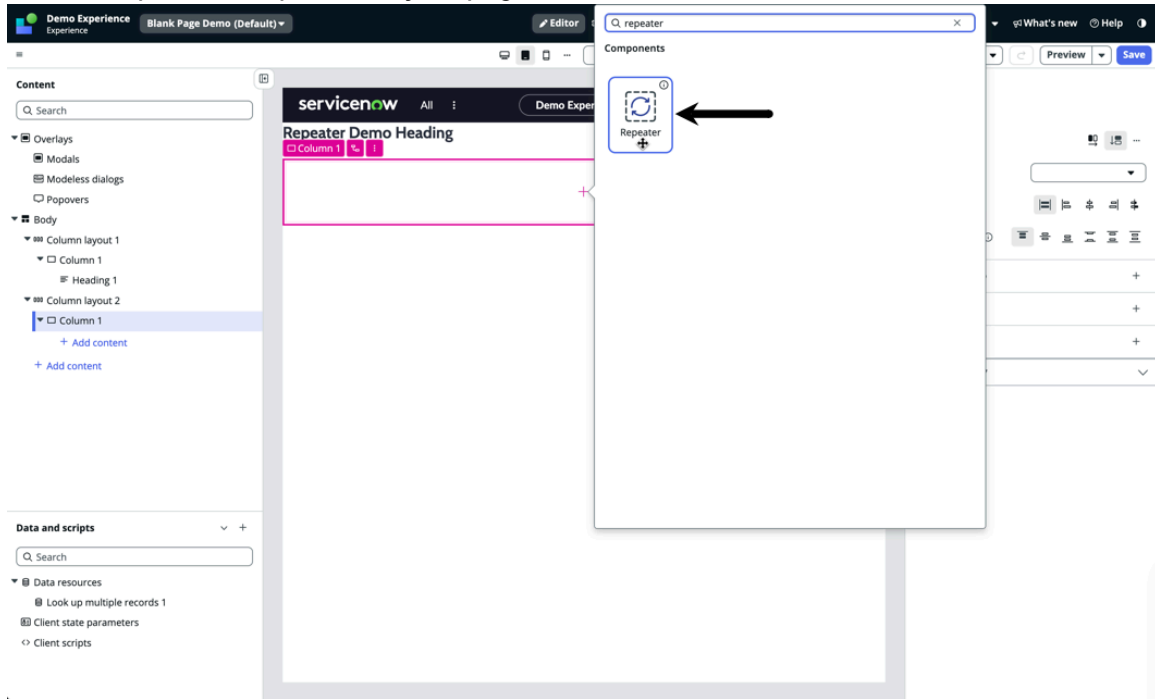 Demo Experience
Experience
Blank Page Demo (Default)
Editor
repeater
What's new
Help
Preview
Save
Components
Repeater
Content
Search
Overlays
Modals
Modeless dialogs
Popovers
Body
Column layout 1
Column 1
Heading 1
Column layout 2
Column 1
+ Add content
+ Add content
servicenow
All
Demo Exper
Repeater Demo Heading
Column 1
Data and scripts
Search
Data resources
Look up multiple records 1
Client state parameters
Client scripts